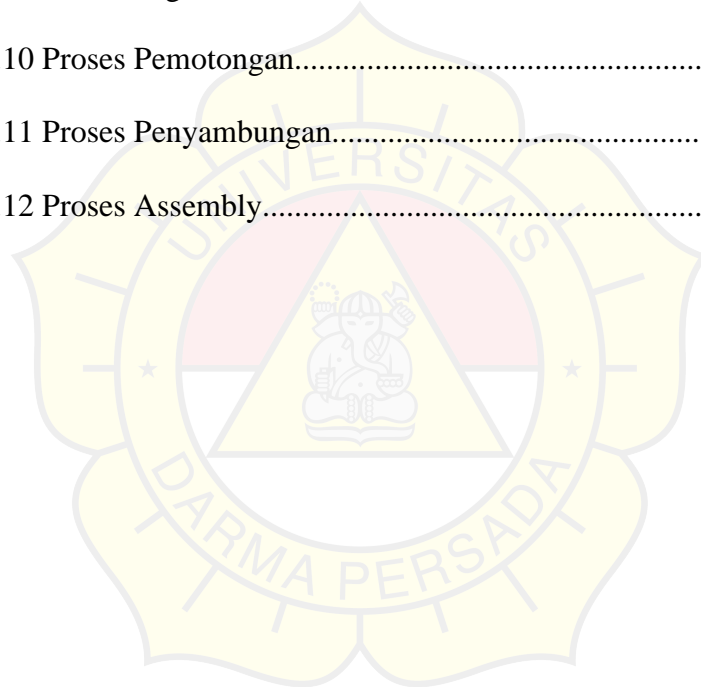 10 Proses Pemotongan..................................................
11 Proses Penyambungan..............................................
12 Proses Assembly......................................................
UNIVERSITAS
DARMA PERSADA